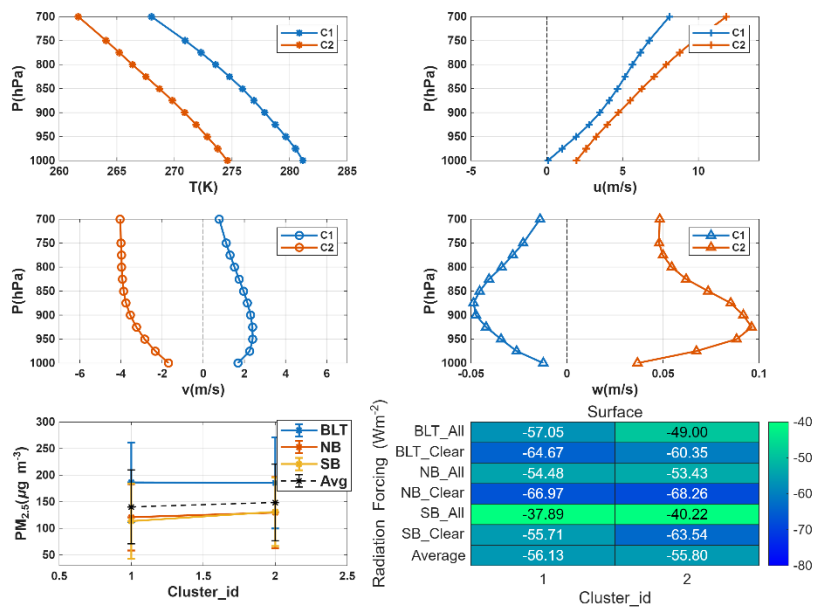 700
750
800
850
900
950
1000
P(hPa)
260
265
270
275
280
285
T(K)
C1
C2
700
750
800
850
900
950
1000
P(hPa)
-5
0
5
10
u(m/s)
C1
C2
700
750
800
850
900
950
1000
P(hPa)
-6
-4
-2
0
2
4
6
v(m/s)
C1
C2
700
750
800
850
900
950
1000
P(hPa)
-0.05
0
0.05
0.1
w(m/s)
C1
C2
300
250
200
150
100
50
PM2.5(µg m-3)
0.5
1
1.5
2
2.5
Cluster_id
BLT
NB
SB
Avg
Surface
Radiation Forcing (Wm-2)
BLT_All -57.05 -49.00
BLT_Clear -64.67 -60.35
NB_All -54.48 -53.43
NB_Clear -66.97 -68.26
SB_All -37.89 -40.22
SB_Clear -55.71 -63.54
Average -56.13 -55.80
1 2
Cluster_id
-40
-50
-60
-70
-80